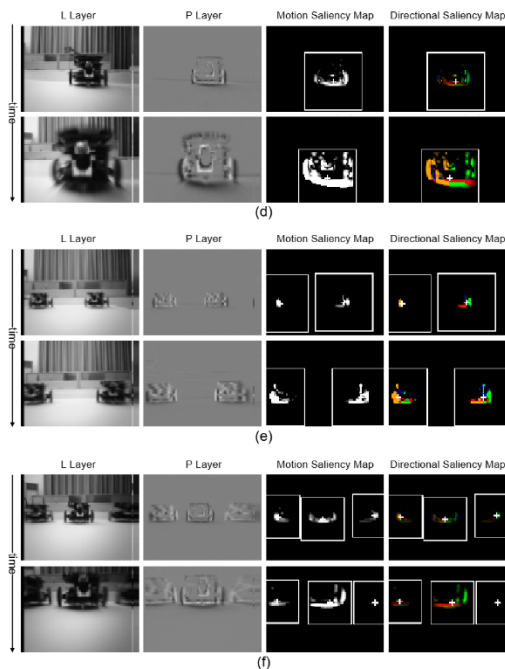 L Layer P Layer Motion Saliency Map Directional Saliency Map
time
(d)
L Layer P Layer Motion Saliency Map Directional Saliency Map
time
(e)
L Layer P Layer Motion Saliency Map Directional Saliency Map
time
(f)